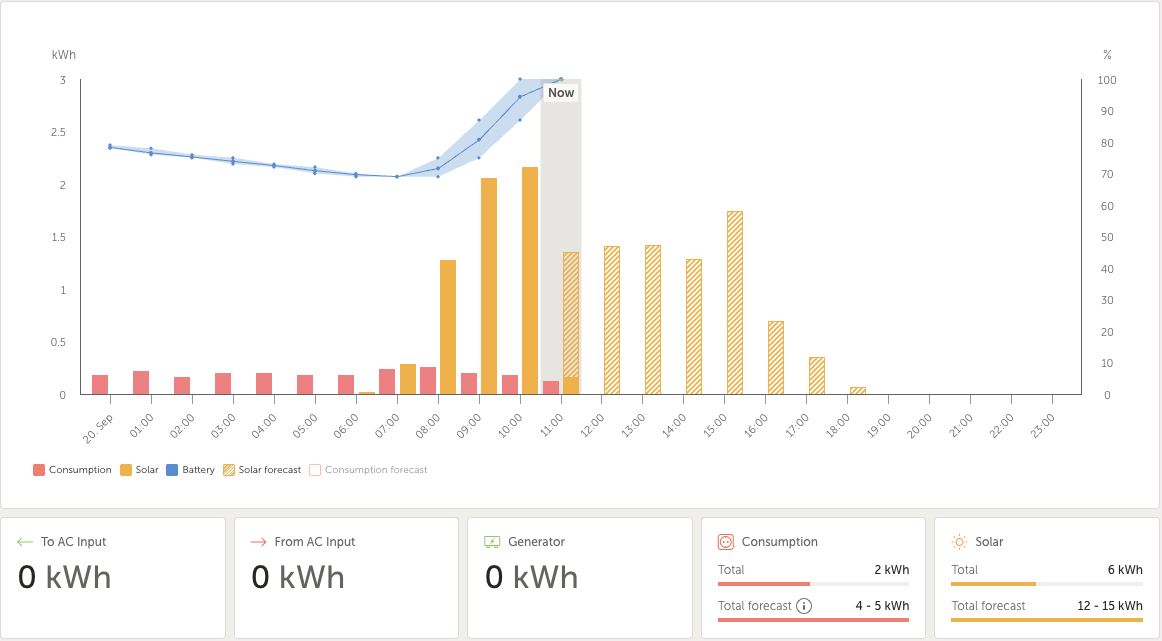 kWh %
3 100
90
Now
2.5 80
70
2 60
1.5 50
40
1 30
20
0.5 10
0 0
20. Sep 01:00 02:00 03:00 04:00 05:00 06:00 07:00 08:00 09:00 10:00 11:00 12:00 13:00 14:00 15:00 16:00 17:00 18:00 19:00 20:00 21:00 22:00 23:00
Consumption Solar Battery Solar forecast Consumption forecast
To AC Input
0 kWh
From AC Input
0 kWh
Generator
0 kWh
Consumption
Total 2 kWh
Total forecast 4 - 5 kWh
Solar
Total 6 kWh
Total forecast 12 - 15 kWh